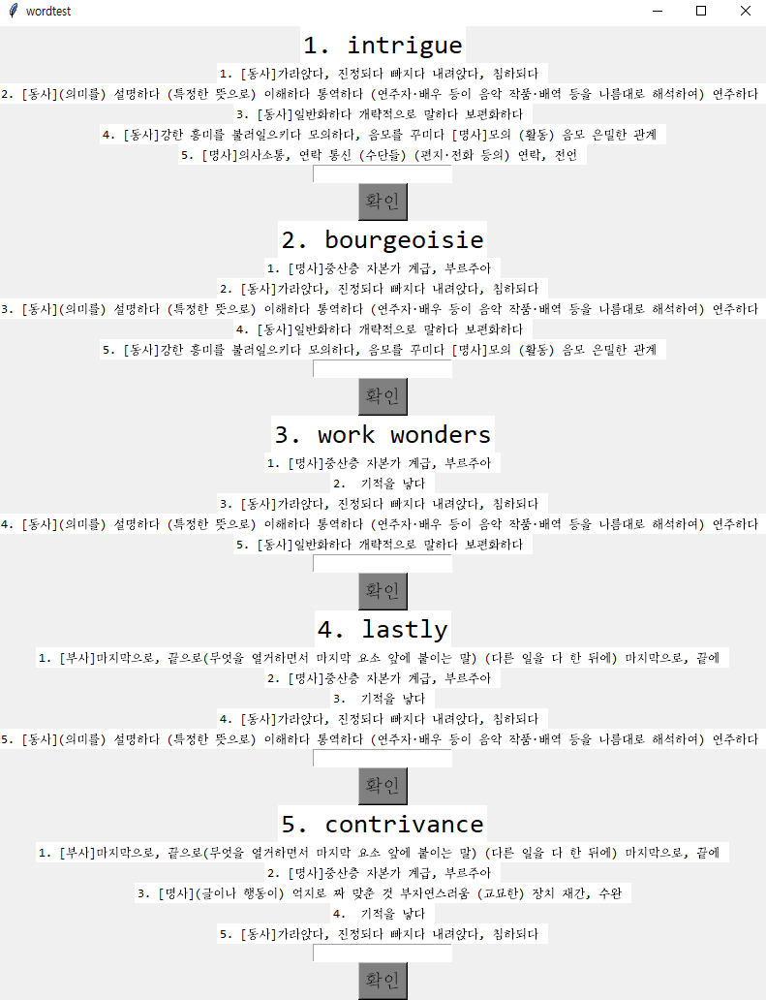 wordtest
1. intrigue
1. [동사]가라앉다, 진정되다 빠지다 내려앉다, 침하되다
2. [동사](의미를) 설명하다 (특정한 뜻으로) 이해하다 통역하다 (연주자·배우 등이 음악 작품·배역 등을 나름대로 해석하여) 연주하다
3. [동사]일반화하다 개략적으로 말하다 보편화하다
4. [동사]강한 흥미를 불러일으키다 모의하다, 음모를 꾸미다 [명사]모의 (활동) 음모 은밀한 관계
5. [명사]의사소통, 연락 통신 (수단들) (편지·전화 등의) 연락, 전언
확인
2. bourgeoisie
1. [명사]중산층 자본가 계급, 부르주아
2. [동사]가라앉다, 진정되다 빠지다 내려앉다, 침하되다
3. [동사](의미를) 설명하다 (특정한 뜻으로) 이해하다 통역하다 (연주자·배우 등이 음악 작품·배역 등을 나름대로 해석하여) 연주하다
4. [동사]일반화하다 개략적으로 말하다 보편화하다
5. [동사]강한 흥미를 불러일으키다 모의하다, 음모를 꾸미다 [명사]모의 (활동) 음모 은밀한 관계
확인
3. work wonders
1. [명사]중산층 자본가 계급, 부르주아
2. 기적을 낳다
3. [동사]가라앉다, 진정되다 빠지다 내려앉다, 침하되다
4. [동사](의미를) 설명하다 (특정한 뜻으로) 이해하다 통역하다 (연주자·배우 등이 음악 작품·배역 등을 나름대로 해석하여) 연주하다
5. [동사]일반화하다 개략적으로 말하다 보편화하다
확인
4. lastly
1. [부사]마지막으로, 끝으로(무엇을 열거하면서 마지막 요소 앞에 붙이는 말) (다른 일을 다 한 뒤에) 마지막으로, 끝에
2. [명사]중산층 자본가 계급, 부르주아
3. 기적을 낳다
4. [동사]가라앉다, 진정되다 빠지다 내려앉다, 침하되다
5. [동사](의미를) 설명하다 (특정한 뜻으로) 이해하다 통역하다 (연주자·배우 등이 음악 작품·배역 등을 나름대로 해석하여) 연주하다
확인
5. contrivance
1. [부사]마지막으로, 끝으로(무엇을 열거하면서 마지막 요소 앞에 붙이는 말) (다른 일을 다 한 뒤에) 마지막으로, 끝에
2. [명사]중산층 자본가 계급, 부르주아
3. [명사](글이나 행동이) 억지로 짜 맞춘 것 부자연스러움 (교묘한) 장치 재간, 수완
4. 기적을 낳다
5. [동사]가라앉다, 진정되다 빠지다 내려앉다, 침하되다
확인